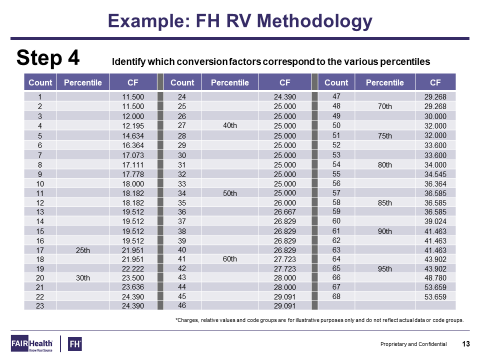 Example: FH RV Methodology
Step 4 Identify which conversion factors correspond to the various percentiles
Count Percentile CF Count Percentile CF Count Percentile CF
1 11.500 24 24.390 47 29.268
2 11.500 25 25.000 48 70th 29.268
3 12.000 26 25.000 49 30.000
4 12.195 27 40th 25.000 50 32.000
5 14.634 28 25.000 51 75th 32.000
6 16.364 29 25.000 52 33.600
7 17.073 30 25.000 53 33.600
8 17.111 31 25.000 54 80th 34.000
9 17.778 32 25.000 55 34.545
10 18.000 33 25.000 56 36.364
11 18.182 34 50th 25.000 57 36.585
12 18.182 35 26.000 58 85th 36.585
13 19.512 36 26.667 59 36.585
14 19.512 37 26.829 60 39.024
15 19.512 38 26.829 61 90th 41.463
16 19.512 39 26.829 62 41.463
17 25th 21.951 40 26.829 63 41.463
18 21.951 41 60th 27.723 64 43.902
19 22.222 42 27.723 65 95th 43.902
20 30th 23.500 43 28.000 66 48.780
21 23.636 44 28.000 67 53.659
22 24.390 45 29.091 68 53.659
23 24.390 46 29.091
*Charges, relative values and code groups are for illustrative purposes only and do not reflect actual data or code groups.
FAIRHealth FH
Know Your Source
Proprietary and Confidential 13